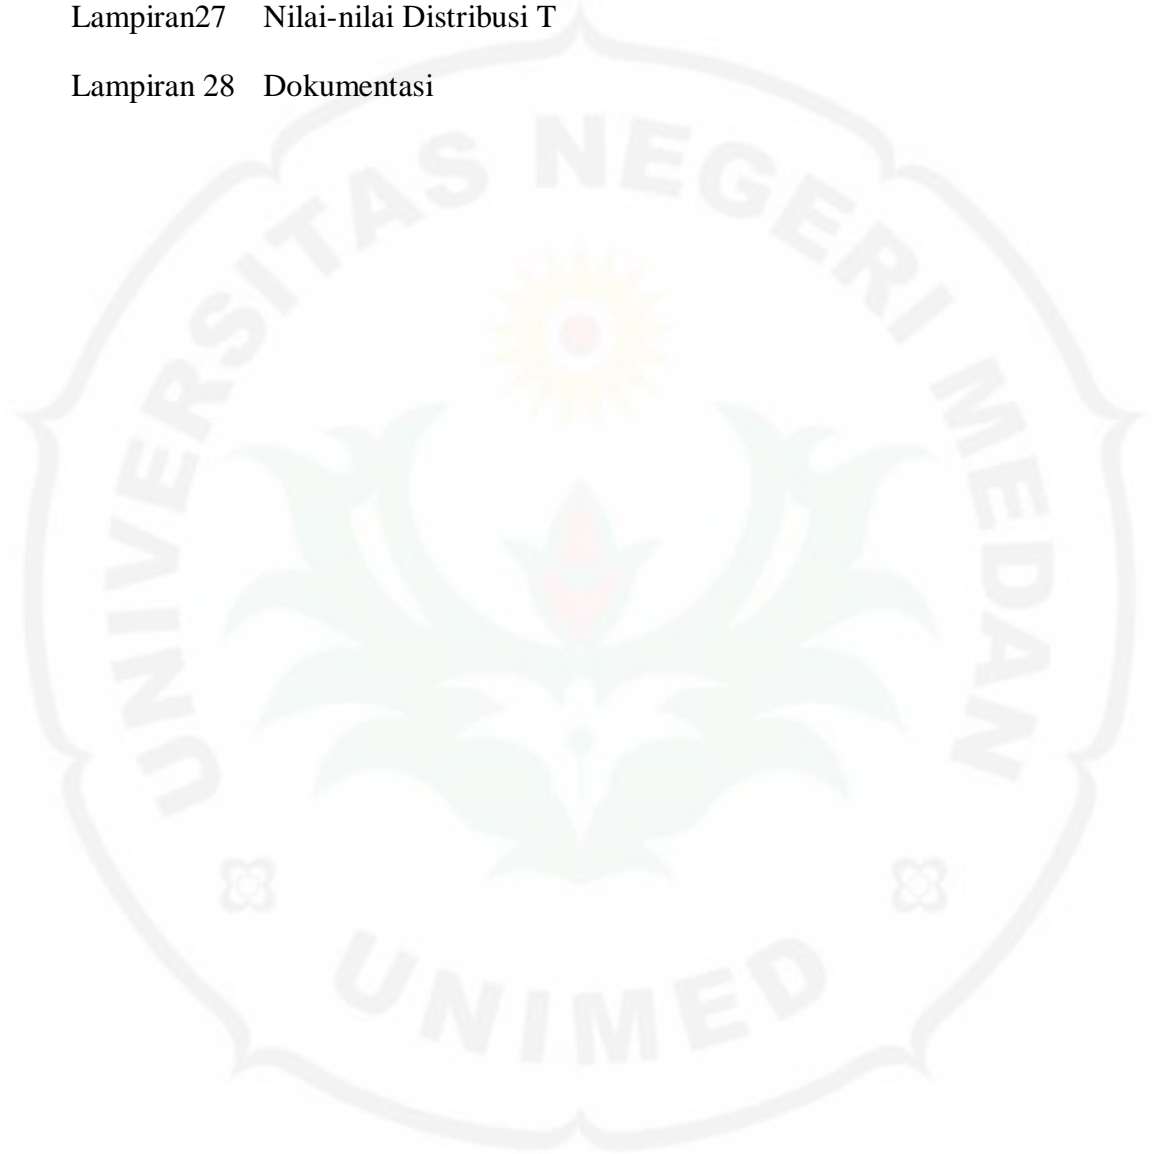 Lampiran27 Nilai-nilai Distribusi T
Lampiran 28 Dokumentasi
UNIVERSITAS NEGERI MEDAN
UNIMED